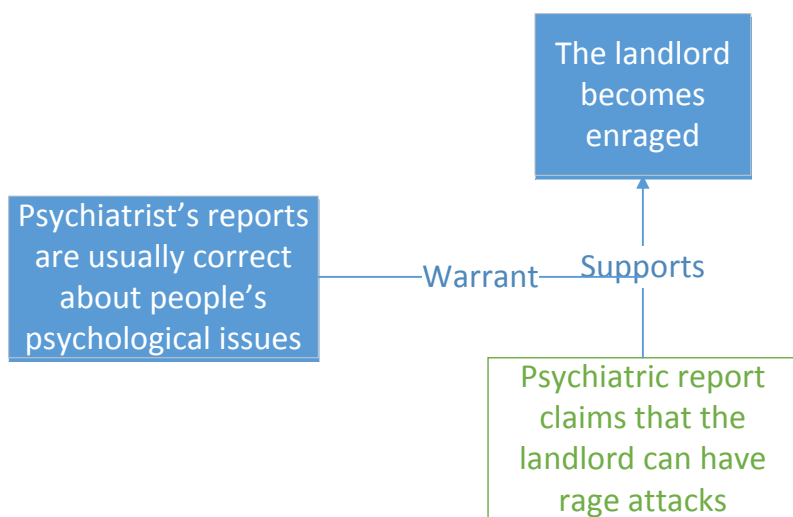 The landlord
becomes
enraged
Psychiatrist’s reports
are usually correct
about people’s
psychological issues
Warrant
Supports
Psychiatric report
claims that the
landlord can have
rage attacks